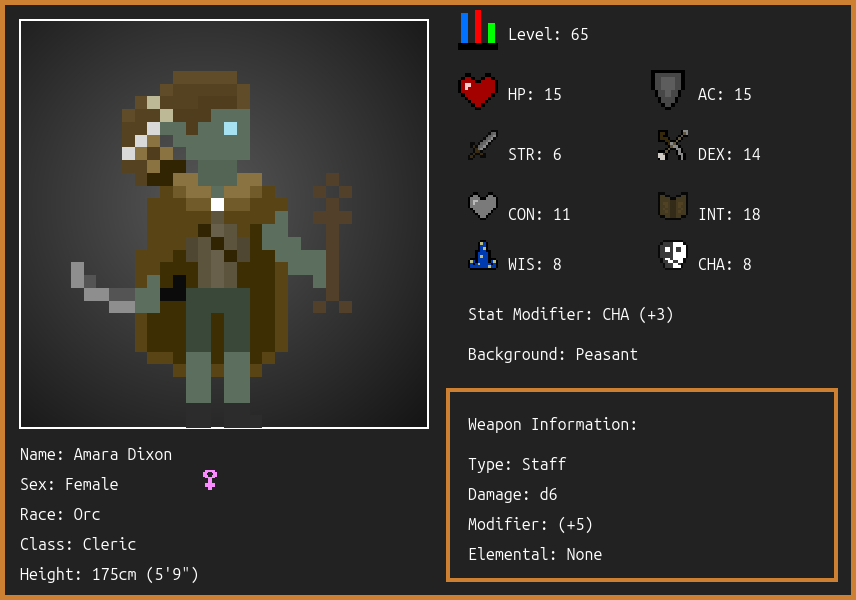 Level: 65
HP: 15
AC: 15
STR: 6
DEX: 14
CON: 11
INT: 18
WIS: 8
CHA: 8
Stat Modifier: CHA (+3)
Background: Peasant
Weapon Information:
Type: Staff
Damage: d6
Modifier: (+5)
Elemental: None
Name: Amara Dixon
Sex: Female
Race: Orc
Class: Cleric
Height: 175cm (5'9")